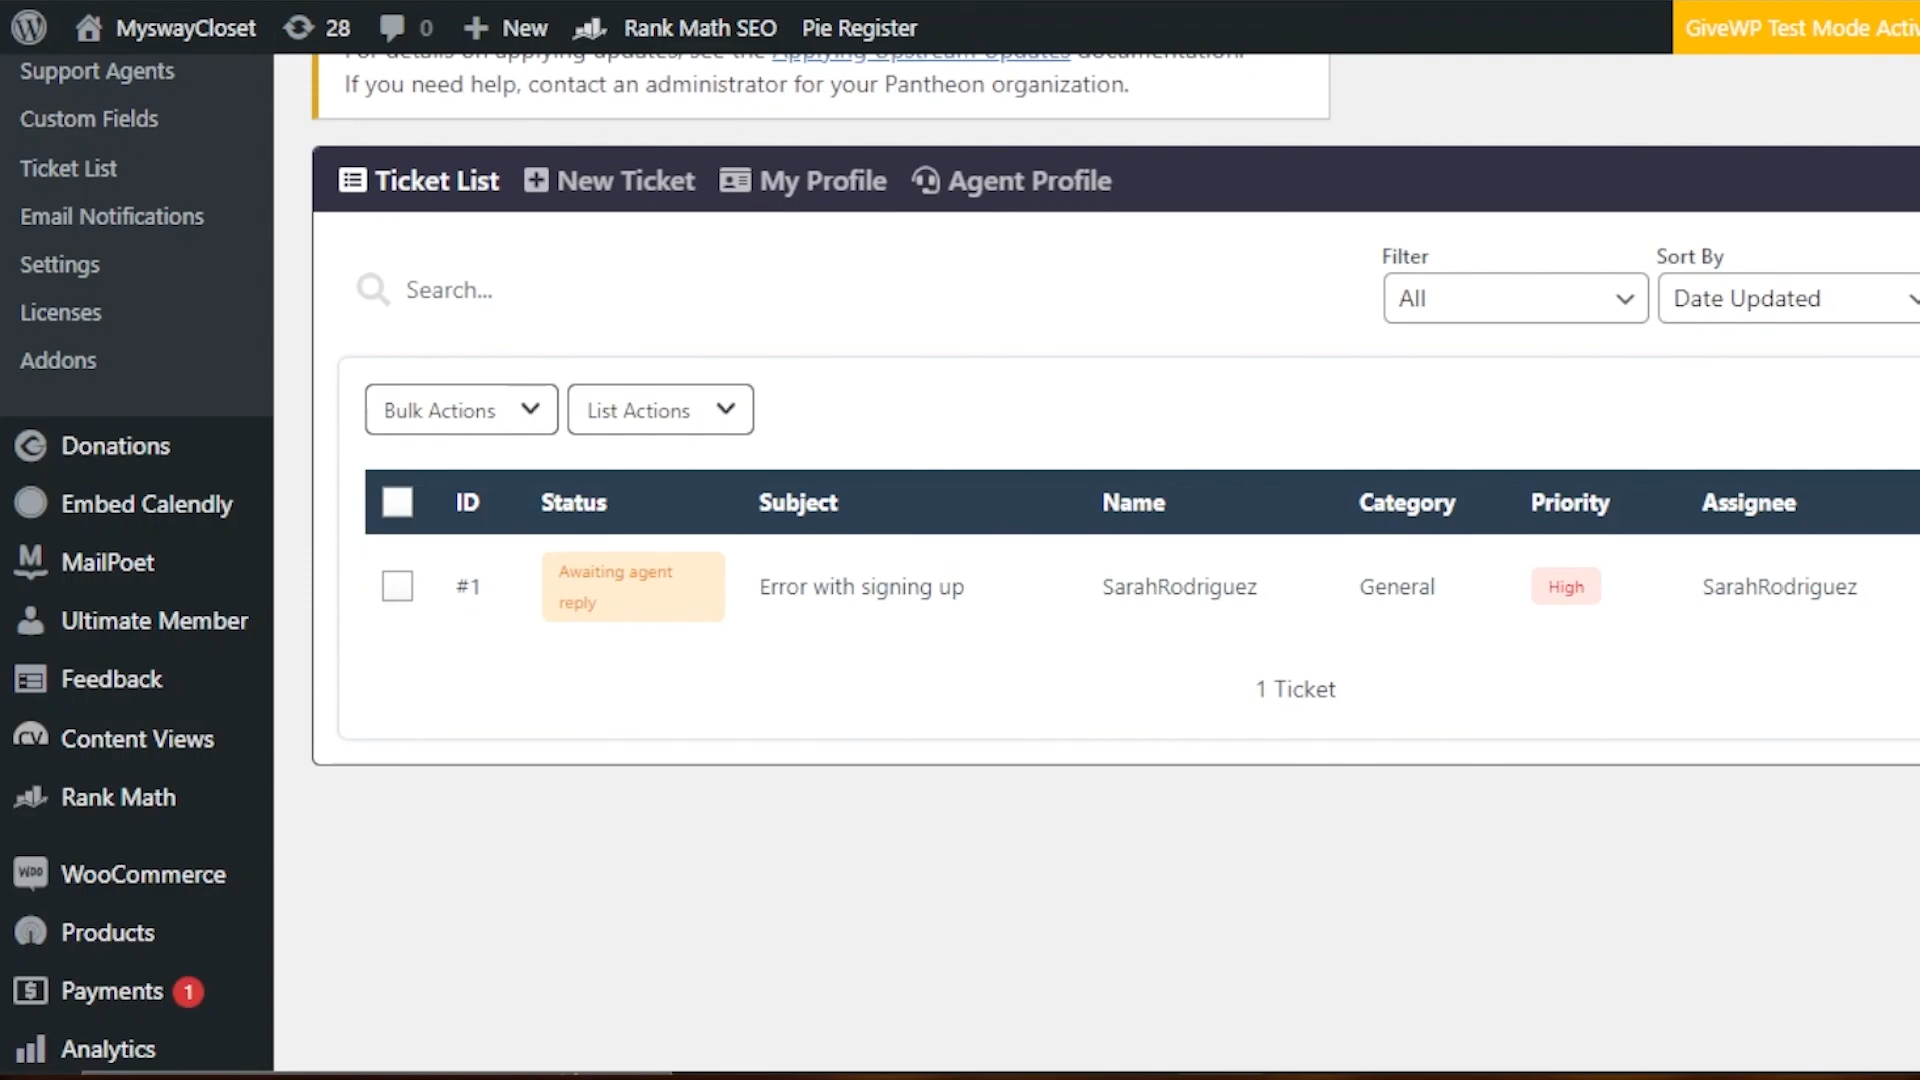 MyswayCloset 28 0 New Rank Math SEO Pie Register GiveWP Test Mode Activ
Support Agents
Custom Fields
Ticket List
Email Notifications
Settings
Licenses
Addons
Donations
Embed Calendly
MailPoet
Ultimate Member
Feedback
Content Views
Rank Math
WooCommerce
Products
Payments 1
Analytics
For details on applying updates, see the Applying Upstream Updates documentation.
If you need help, contact an administrator for your Pantheon organization.
Ticket List New Ticket My Profile Agent Profile
Filter Sort By
Search... All Date Updated
Bulk Actions List Actions
ID Status Subject Name Category Priority Assignee
#1 Awaiting agent reply Error with signing up SarahRodriguez General High SarahRodriguez
1 Ticket